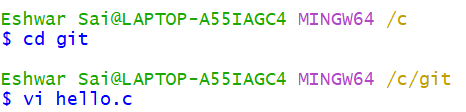 Eshwar Sai@LAPTOP-A55IAGC4 MINGW64 /c
$ cd git
Eshwar Sai@LAPTOP-A55IAGC4 MINGW64 /c/git
$ vi hello.c